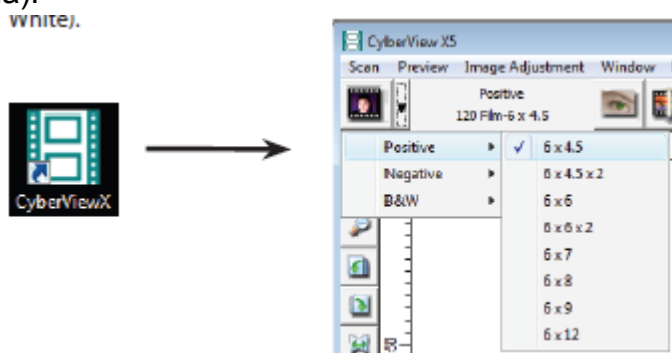 a).
White).
CyberViewX
CyberView X5
Scan Preview Image Adjustment Window
Positive
120 Film-6 x 4.5
Positive
Negative
B&W
6 x 4.5
6 x 4.5 x 2
6 x 6
6 x 6 x 2
6 x 7
6 x 8
6 x 9
6 x 12